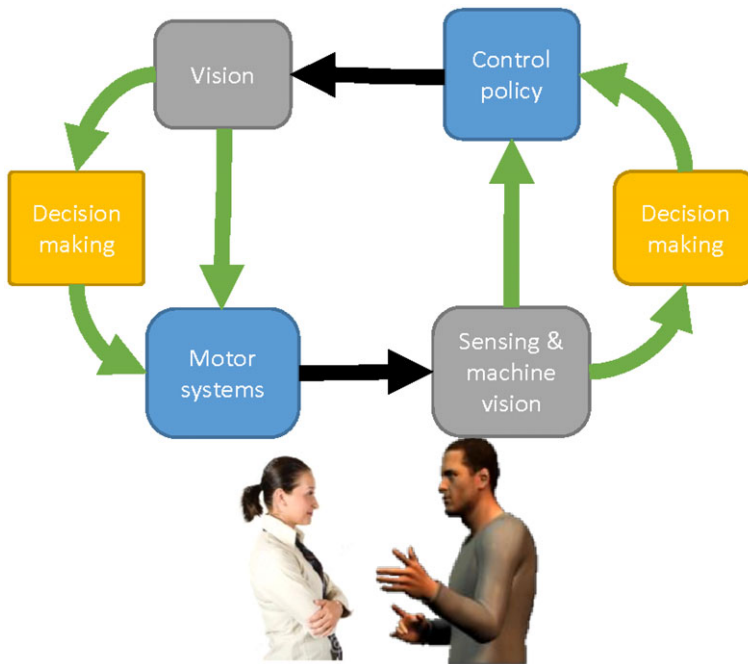 Vision
Control
policy
Decision
making
Decision
making
Motor
systems
Sensing &
machine
vision